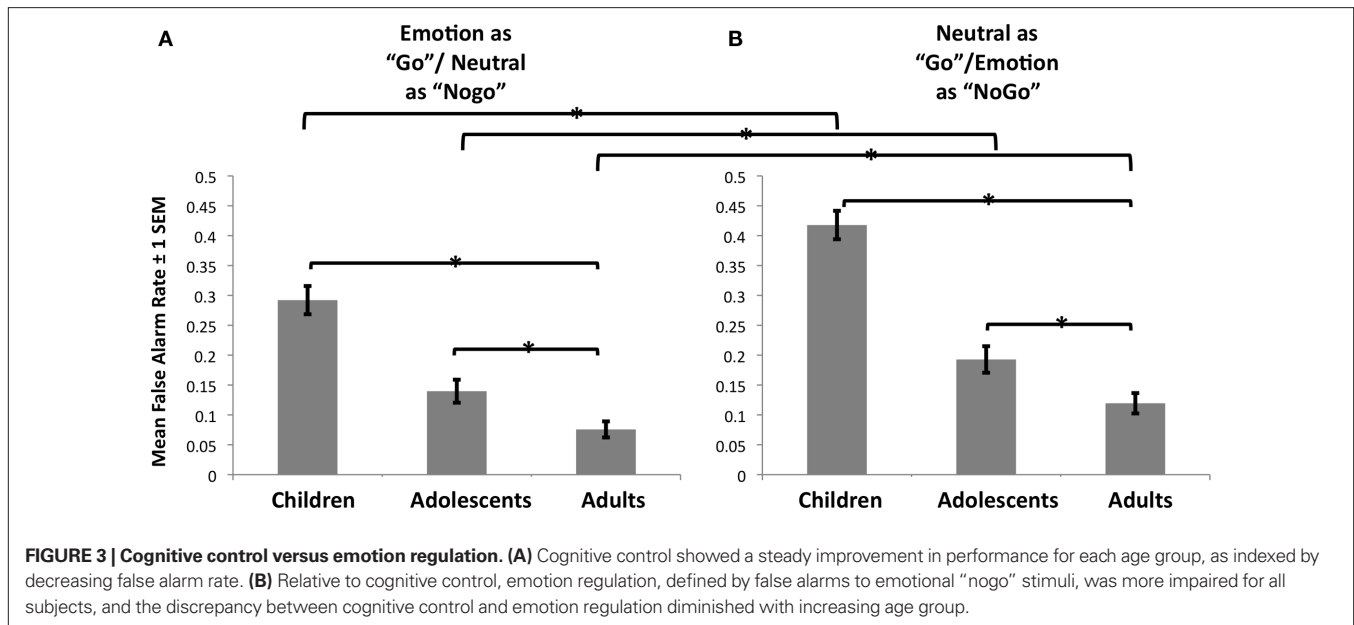 A
Emotion as
“Go”/ Neutral
as “Nogo”
B
Neutral as
“Go”/Emotion
as “NoGo”
*
*
*
Mean False Alarm Rate ± 1 SEM
0.5
0.45
0.4
0.35
0.3
0.25
0.2
0.15
0.1
0.05
0
*
*
Children
Adolescents
Adults
0.5
0.45
0.4
0.35
0.3
0.25
0.2
0.15
0.1
0.05
0
*
*
Children
Adolescents
Adults
FIGURE 3 | Cognitive control versus emotion regulation. (A) Cognitive control showed a steady improvement in performance for each age group, as indexed by
decreasing false alarm rate. (B) Relative to cognitive control, emotion regulation, defined by false alarms to emotional “nogo” stimuli, was more impaired for all
subjects, and the discrepancy between cognitive control and emotion regulation diminished with increasing age group.